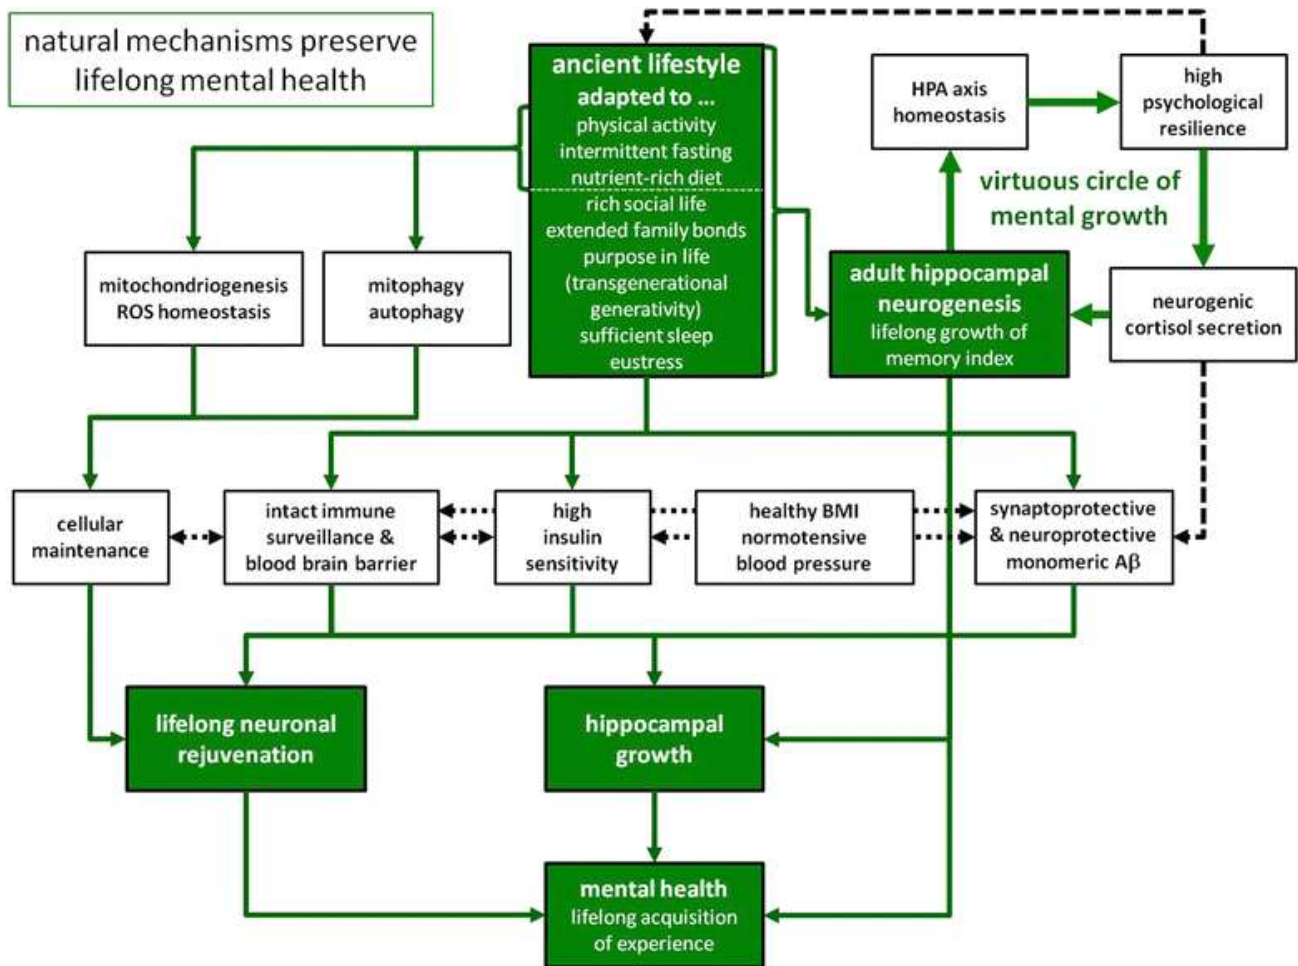 natural mechanisms preserve
lifelong mental health
ancient lifestyle
adapted to ...
physical activity
intermittent fasting
nutrient-rich diet
rich social life
extended family bonds
purpose in life
(transgenerational
generativity)
sufficient sleep
eustress
HPA axis
homeostasis
high
psychological
resilience
virtuous circle of
mental growth
mitochondriogenesis
ROS homeostasis
mitophagy
autophagy
adult hippocampal
neurogenesis
lifelong growth of
memory index
neurogenic
cortisol secretion
cellular
maintenance
intact immune
surveillance &
blood brain barrier
high
insulin
sensitivity
healthy BMI
normotensive
blood pressure
synaptoprotective
& neuroprotective
monomeric Aβ
lifelong neuronal
rejuvenation
hippocampal
growth
mental health
lifelong acquisition
of experience